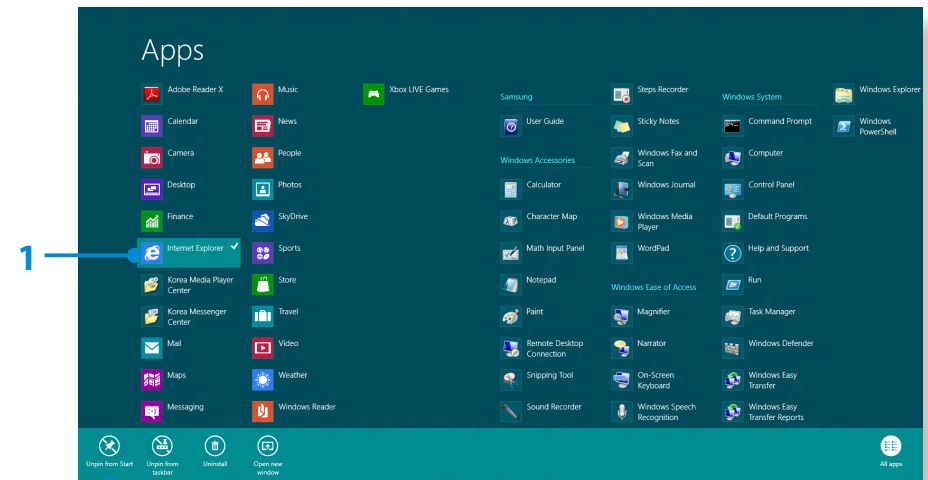 Apps
1
Adobe Reader X
Calendar
Camera
Desktop
Finance
Internet Explorer
Korea Media Player
Center
Korea Messenger
Center
Mail
Maps
Messaging
Music
News
People
Photos
SkyDrive
Sports
Store
Travel
Video
Weather
Windows Reader
Xbox LIVE Games
Samsung
User Guide
Windows Accessories
Calculator
Character Map
Math Input Panel
Notepad
Paint
Remote Desktop
Connection
Snipping Tool
Sound Recorder
Steps Recorder
Sticky Notes
Windows Fax and
Scan
Windows Journal
Windows Media
Player
WordPad
Windows Ease of Access
Magnifier
Narrator
On-Screen
Keyboard
Windows Speech
Recognition
Windows System
Command Prompt
Computer
Control Panel
Default Programs
Help and Support
Run
Task Manager
Windows Defender
Windows Easy
Transfer
Windows Easy
Transfer Reports
Windows Explorer
Windows
PowerShell
Unpin from Start
Unpin from
taskbar
Uninstall
Open new
window
All apps